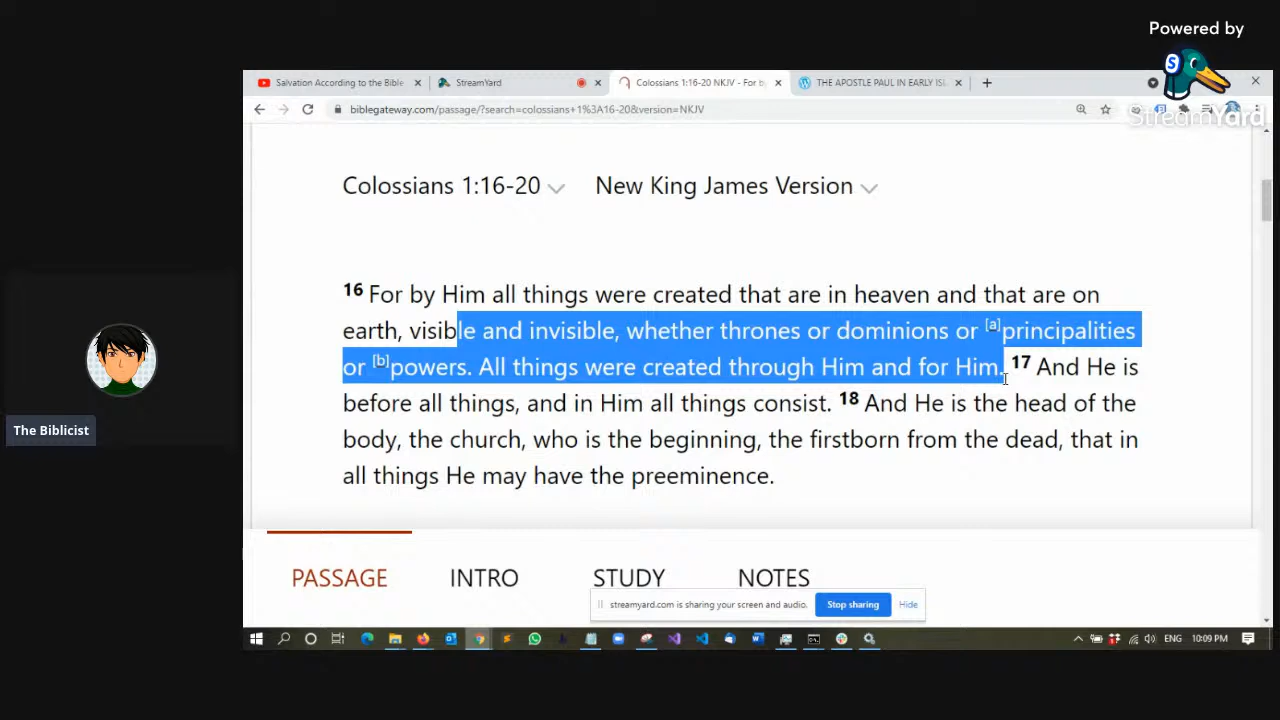 Powered by
S
StreamYard
Salvation According to the Bible
StreamYard
Colossians 1:16-20 NKJV - For b
THE APOSTLE PAUL IN EARLY ISL
biblegateway.com/passage/?search=colossians+1%3A16-20&version=NKJV
Colossians 1:16-20 New King James Version
16 For by Him all things were created that are in heaven and that are on
earth, visible and invisible, whether thrones or dominions or [a]principalities
or [b]powers. All things were created through Him and for Him. 17 And He is
before all things, and in Him all things consist. 18 And He is the head of the
body, the church, who is the beginning, the firstborn from the dead, that in
all things He may have the preeminence.
The Biblicist
PASSAGE INTRO STUDY NOTES
streamyard.com is sharing your screen and audio. Stop sharing Hide
ENG 10:09 PM